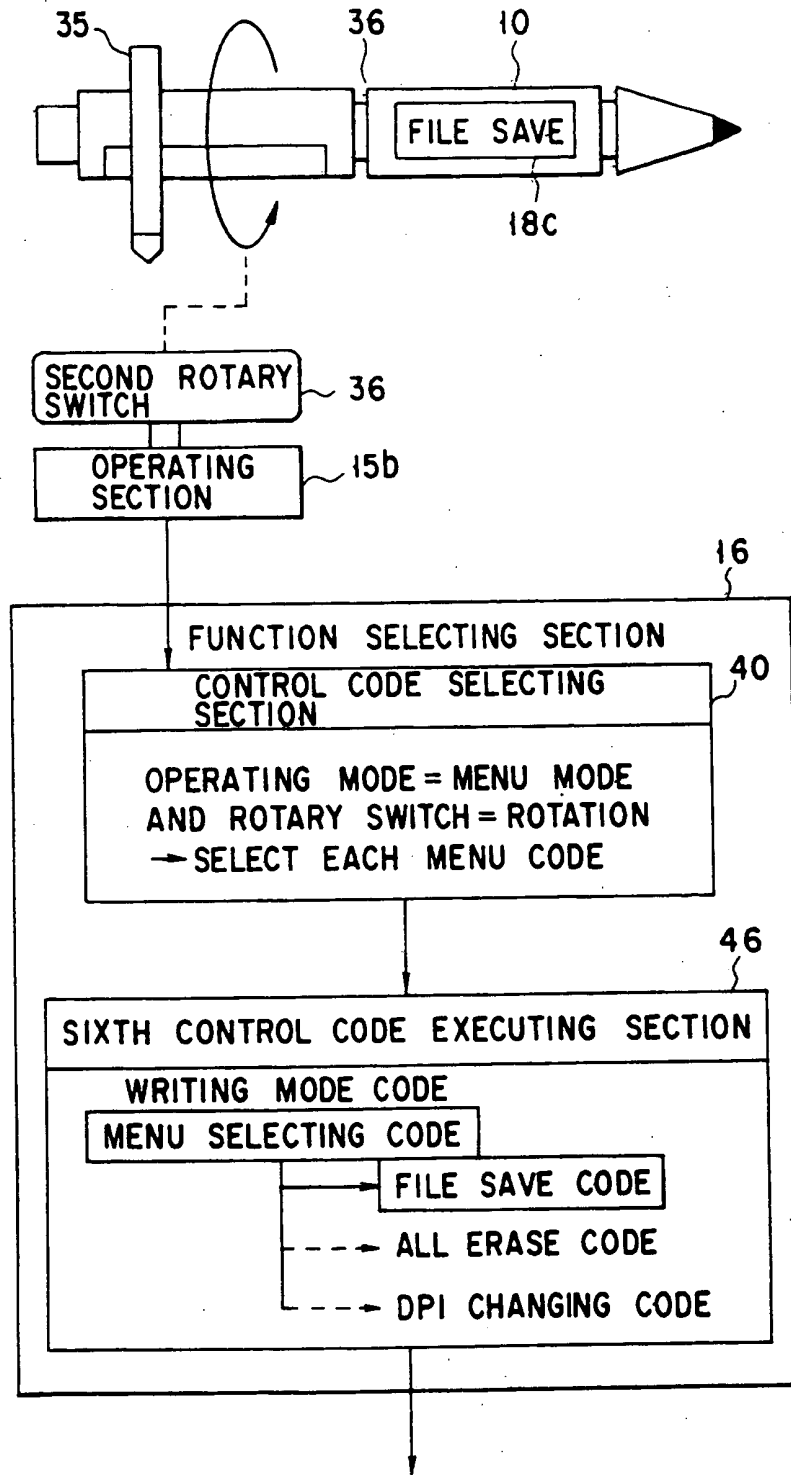 35
36
10
FILE SAVE
18c
SECOND ROTARY
SWITCH
36
OPERATING
SECTION
15b
16
FUNCTION SELECTING SECTION
CONTROL CODE SELECTING
SECTION
40
OPERATING MODE = MENU MODE
AND ROTARY SWITCH = ROTATION
→ SELECT EACH MENU CODE
46
SIXTH CONTROL CODE EXECUTING SECTION
WRITING MODE CODE
MENU SELECTING CODE
FILE SAVE CODE
ALL ERASE CODE
DPI CHANGING CODE